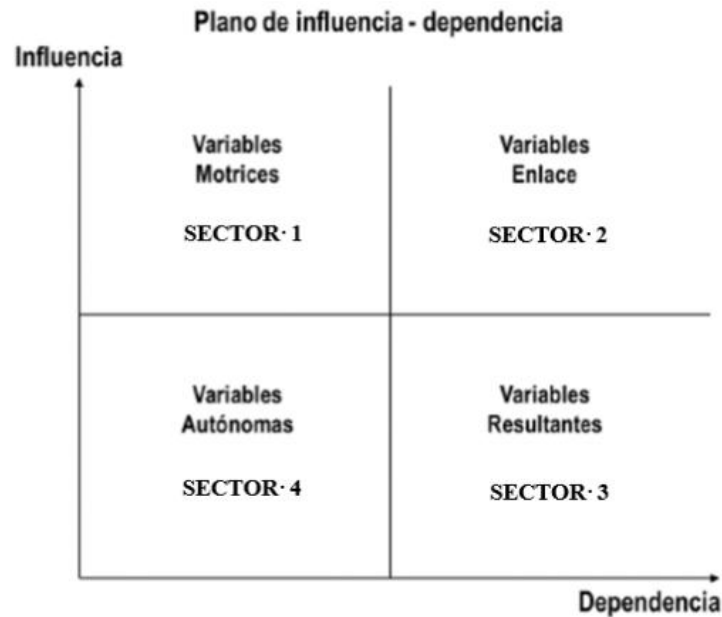 Plano de influencia - dependencia
Influencia
Variables
Motrices
SECTOR· 1
Variables
Enlace
SECTOR· 2
Variables
Autónomas
SECTOR· 4
Variables
Resultantes
SECTOR· 3
Dependencia